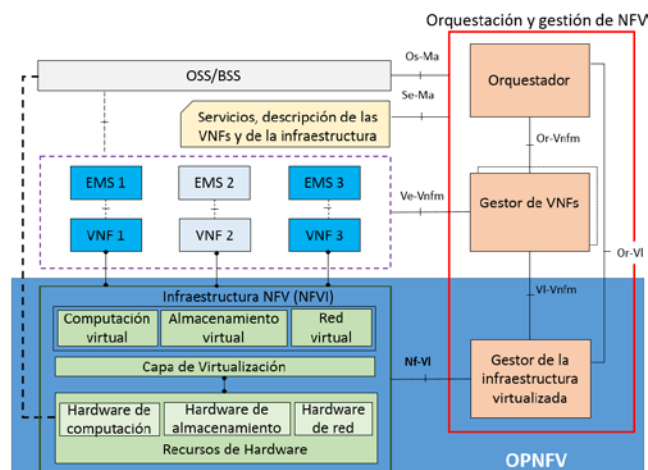 Orquestación y gestión de NFV
OSS/BSS
Os-Ma
Orquestador
Se-Ma
Servicios, descripción de las
VNFs y de la infraestructura
Or-Vnfm
EMS 1
EMS 2
EMS 3
Ve-Vnfm
Gestor de VNFs
VNF 1
VNF 2
VNF 3
Or-Vl
Infraestructura NFV (NFVI)
Vl-Vnfm
Computación
virtual
Almacenamiento
virtual
Red
virtual
Capa de Virtualización
Nf-Vl
Gestor de la
infraestructura
virtualizada
Hardware de
computación
Hardware de
almacenamiento
Hardware
de red
Recursos de Hardware
OPNFV